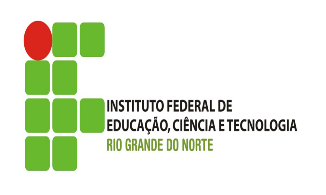 INSTITUTO FEDERAL DE
EDUCAÇÃO, CIÊNCIA E TECNOLOGIA
RIO GRANDE DO NORTE